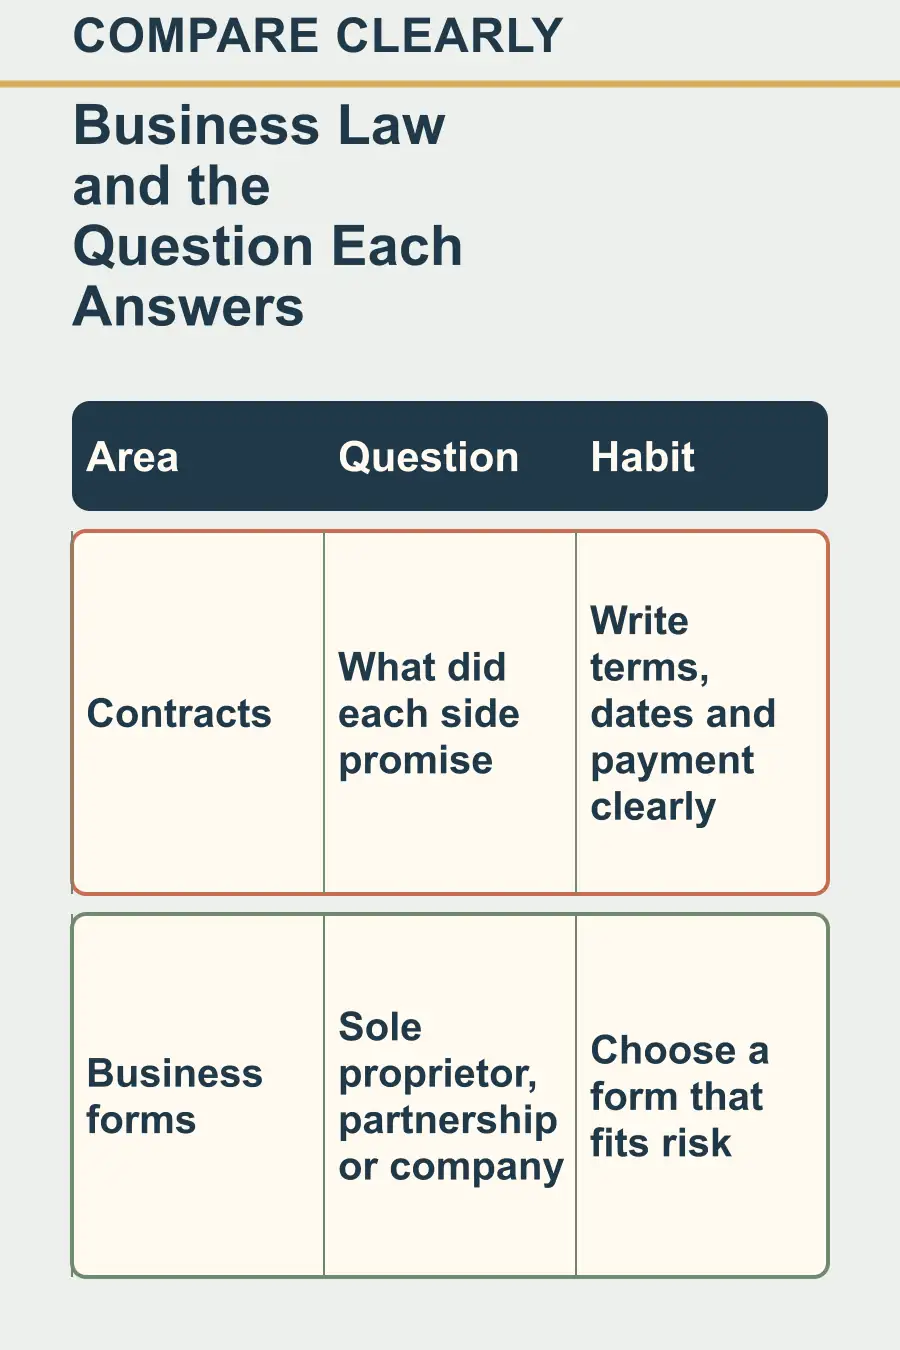 COMPARE CLEARLY
Business Law
and the
Question Each
Answers
Area
Question
Habit
Contracts
What did
each side
promise
Write
terms,
dates and
payment
clearly
Business
forms
Sole
proprietor,
partnership
or company
Choose a
form that
fits risk